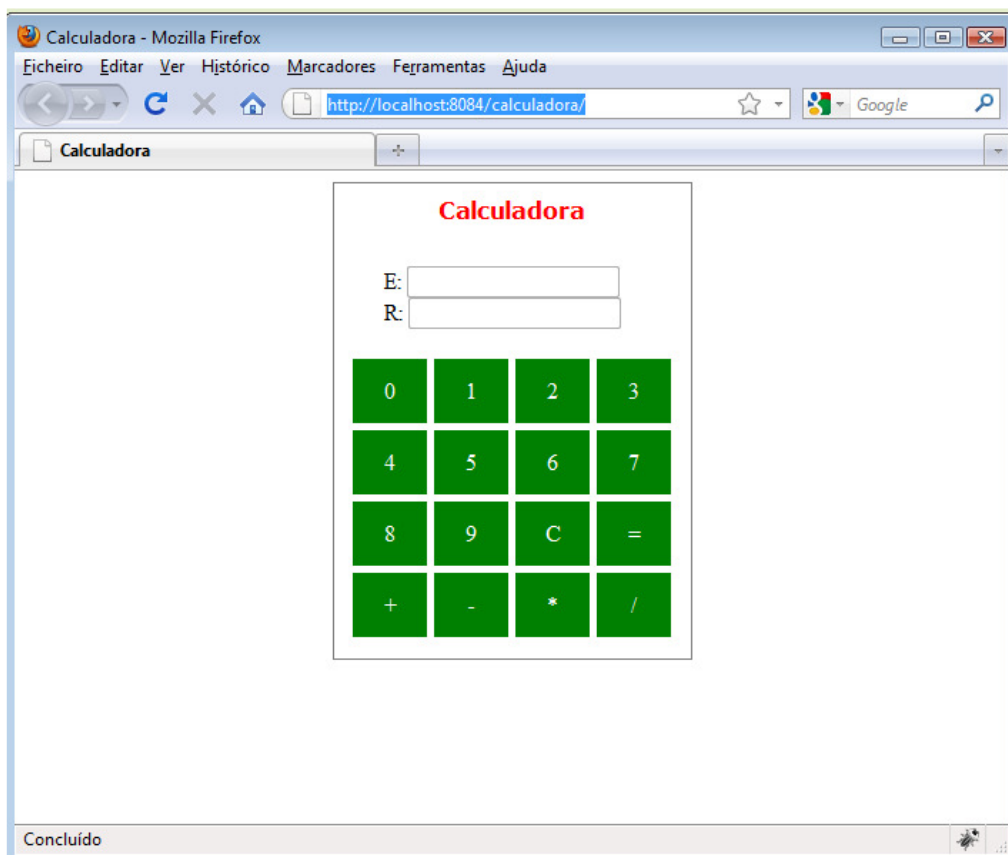 Calculadora - Mozilla Firefox
Ficheiro Editar Ver Histórico Marcadores Ferramentas Ajuda
http://localhost:8084/calculadora/ Google
Calculadora
Calculadora
E:
R:
0 1 2 3
4 5 6 7
8 9 C =
+ - * /
Concluído